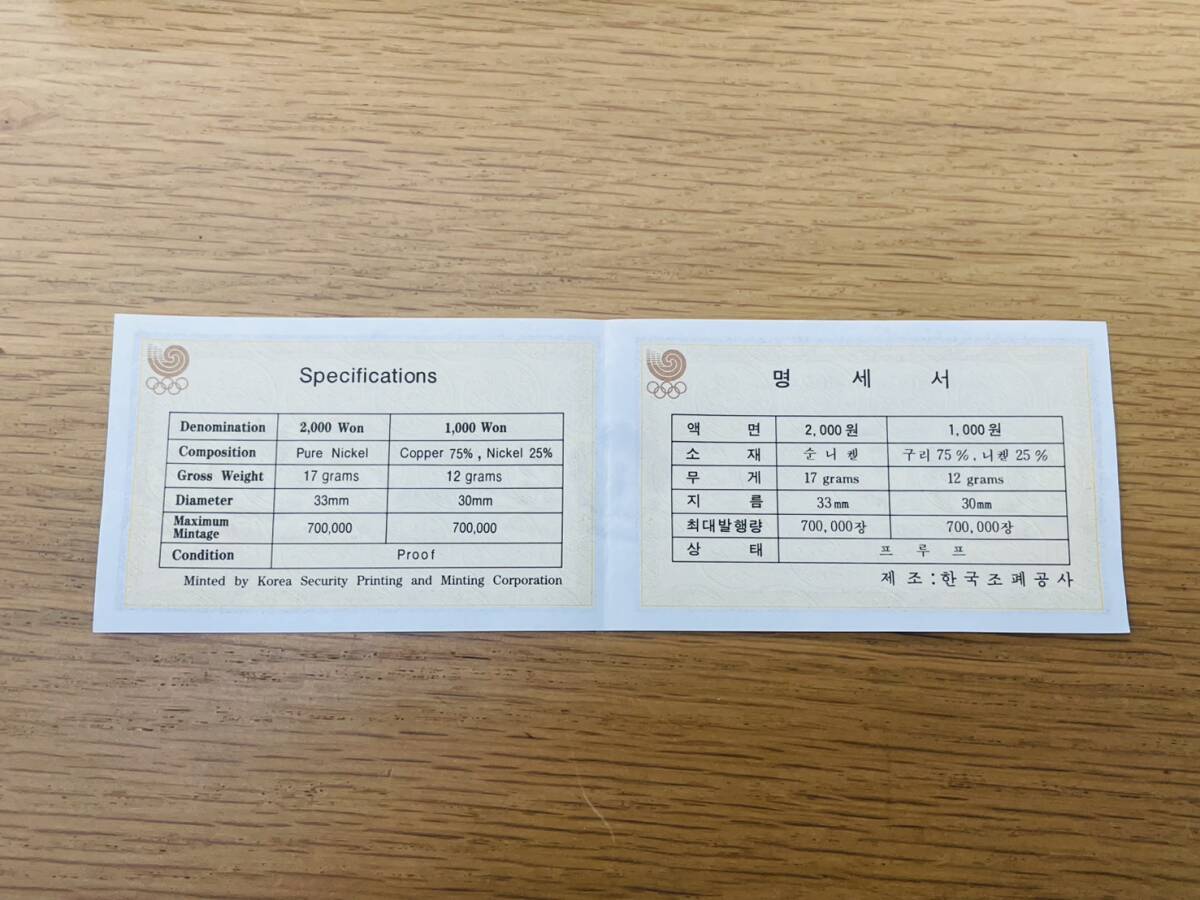 Specifications
Denomination 2,000 Won 1,000 Won
Composition Pure Nickel Copper 75%, Nickel 25%
Gross Weight 17 grams 12 grams
Diameter 33mm 30mm
Maximum Mintage 700,000 700,000
Condition Proof
Minted by Korea Security Printing and Minting Corporation
명 세 서
액 면 2,000원 1,000원
소 재 순니켈 구리 75%, 니켈 25%
무 게 17 grams 12 grams
지 름 33mm 30mm
최대발행량 700,000장 700,000장
상 태 프 루 프
제 조 : 한국조폐공사